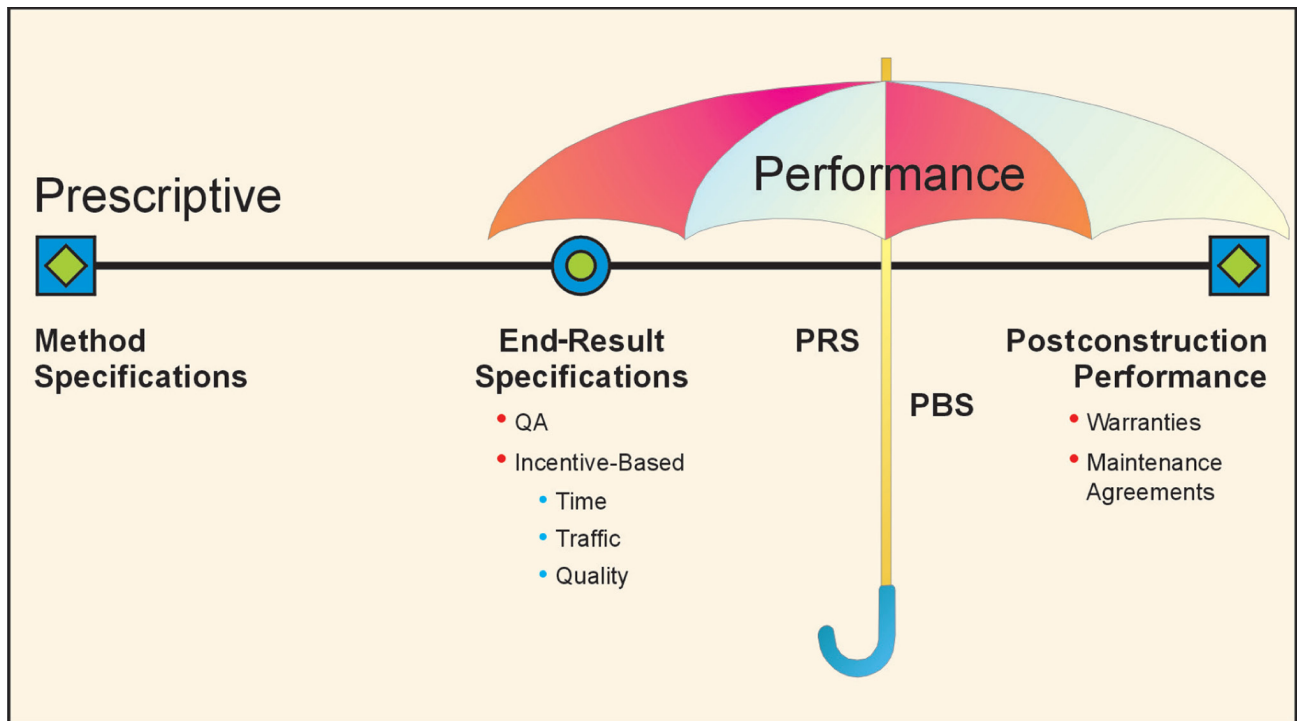 Performance
Prescriptive
Method
Specifications
End-Result
Specifications
• QA
• Incentive-Based
• Time
• Traffic
• Quality
PRS
PBS
Postconstruction
Performance
• Warranties
• Maintenance
Agreements